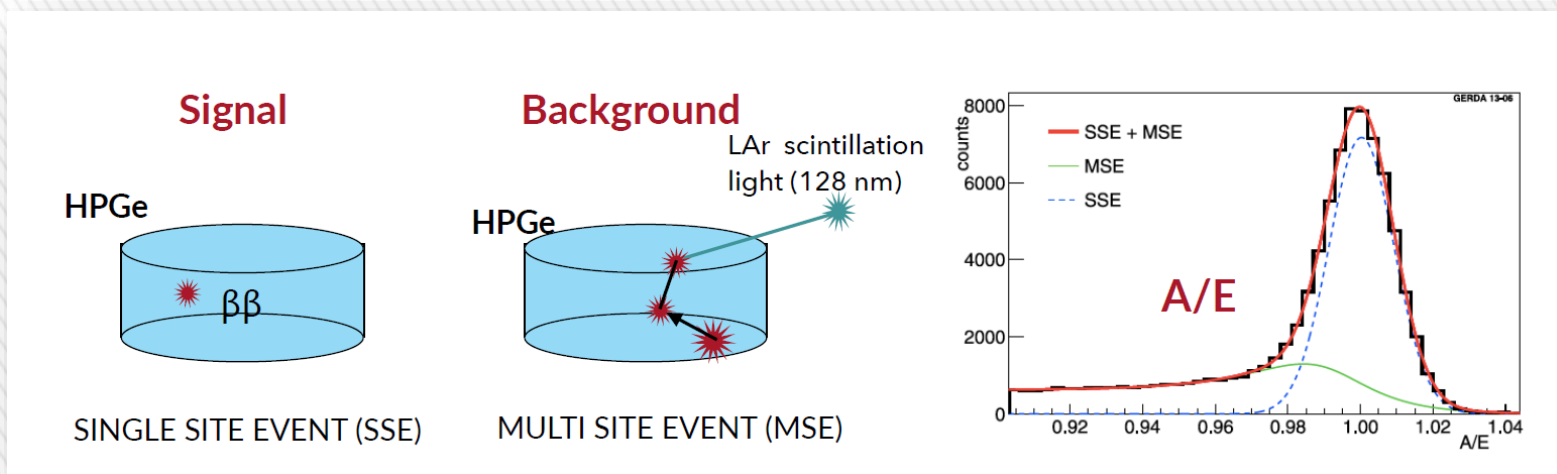 Signal
HPGe
ββ
SINGLE SITE EVENT (SSE)
Background
LAr scintillation
light (128 nm)
HPGe
MULTI SITE EVENT (MSE)
GERDA 13-06
counts
8000
6000
4000
2000
0
SSE + MSE
MSE
SSE
A/E
0.92 0.94 0.96 0.98 1.00 1.02 1.04
A/E